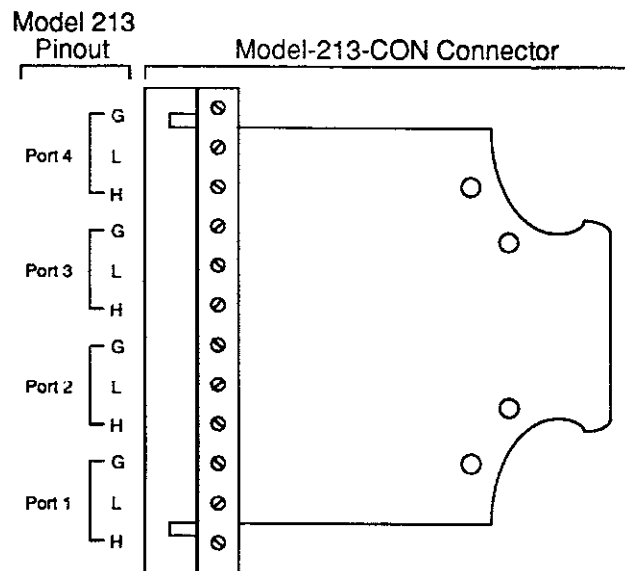 Model 213
Pinout
Model-213-CON Connector
G
Port 4 L
H
G
Port 3 L
H
G
Port 2 L
H
G
Port 1 L
H